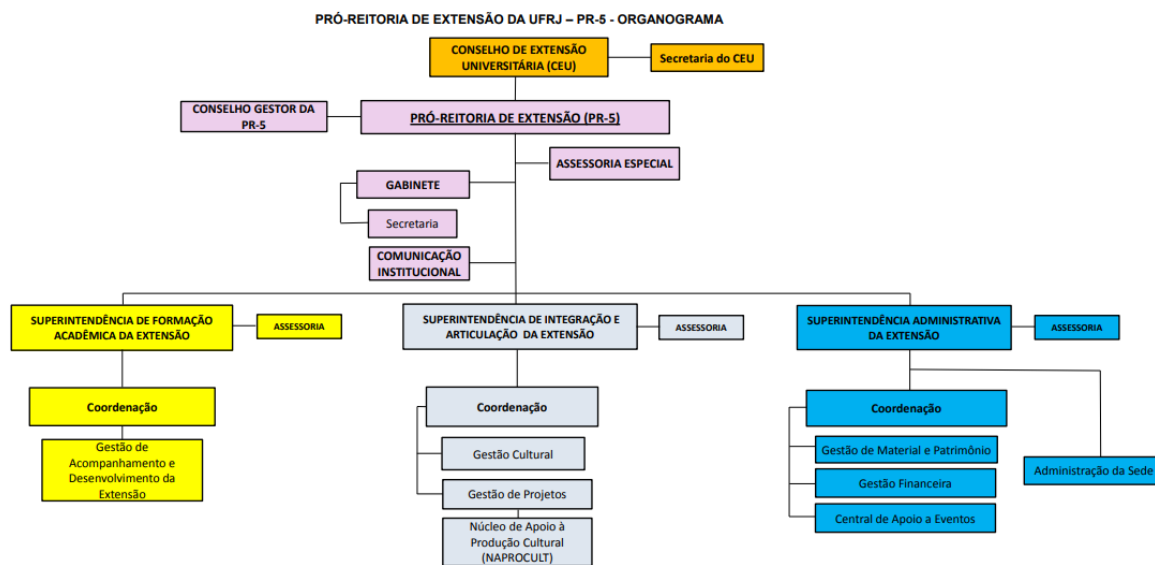 PRÓ-REITORIA DE EXTENSÃO DA UFRJ – PR-5 - ORGANOGRAMA
CONSELHO DE EXTENSÃO
UNIVERSITÁRIA (CEU)
Secretaria do CEU
CONSELHO GESTOR DA
PR-5
PRÓ-REITORIA DE EXTENSÃO (PR-5)
ASSESSORIA ESPECIAL
GABINETE
Secretaria
COMUNICAÇÃO
INSTITUCIONAL
SUPERINTENDÊNCIA DE FORMAÇÃO
ACADÊMICA DA EXTENSÃO
ASSESSORIA
SUPERINTENDÊNCIA DE INTEGRAÇÃO E
ARTICULAÇÃO DA EXTENSÃO
ASSESSORIA
SUPERINTENDÊNCIA ADMINISTRATIVA
DA EXTENSÃO
ASSESSORIA
Coordenação
Gestão de
Acompanhamento e
Desenvolvimento da
Extensão
Coordenação
Gestão Cultural
Gestão de Projetos
Núcleo de Apoio à
Produção Cultural
(NAPROCULT)
Coordenação
Gestão de Material e Patrimônio
Gestão Financeira
Central de Apoio a Eventos
Administração da Sede